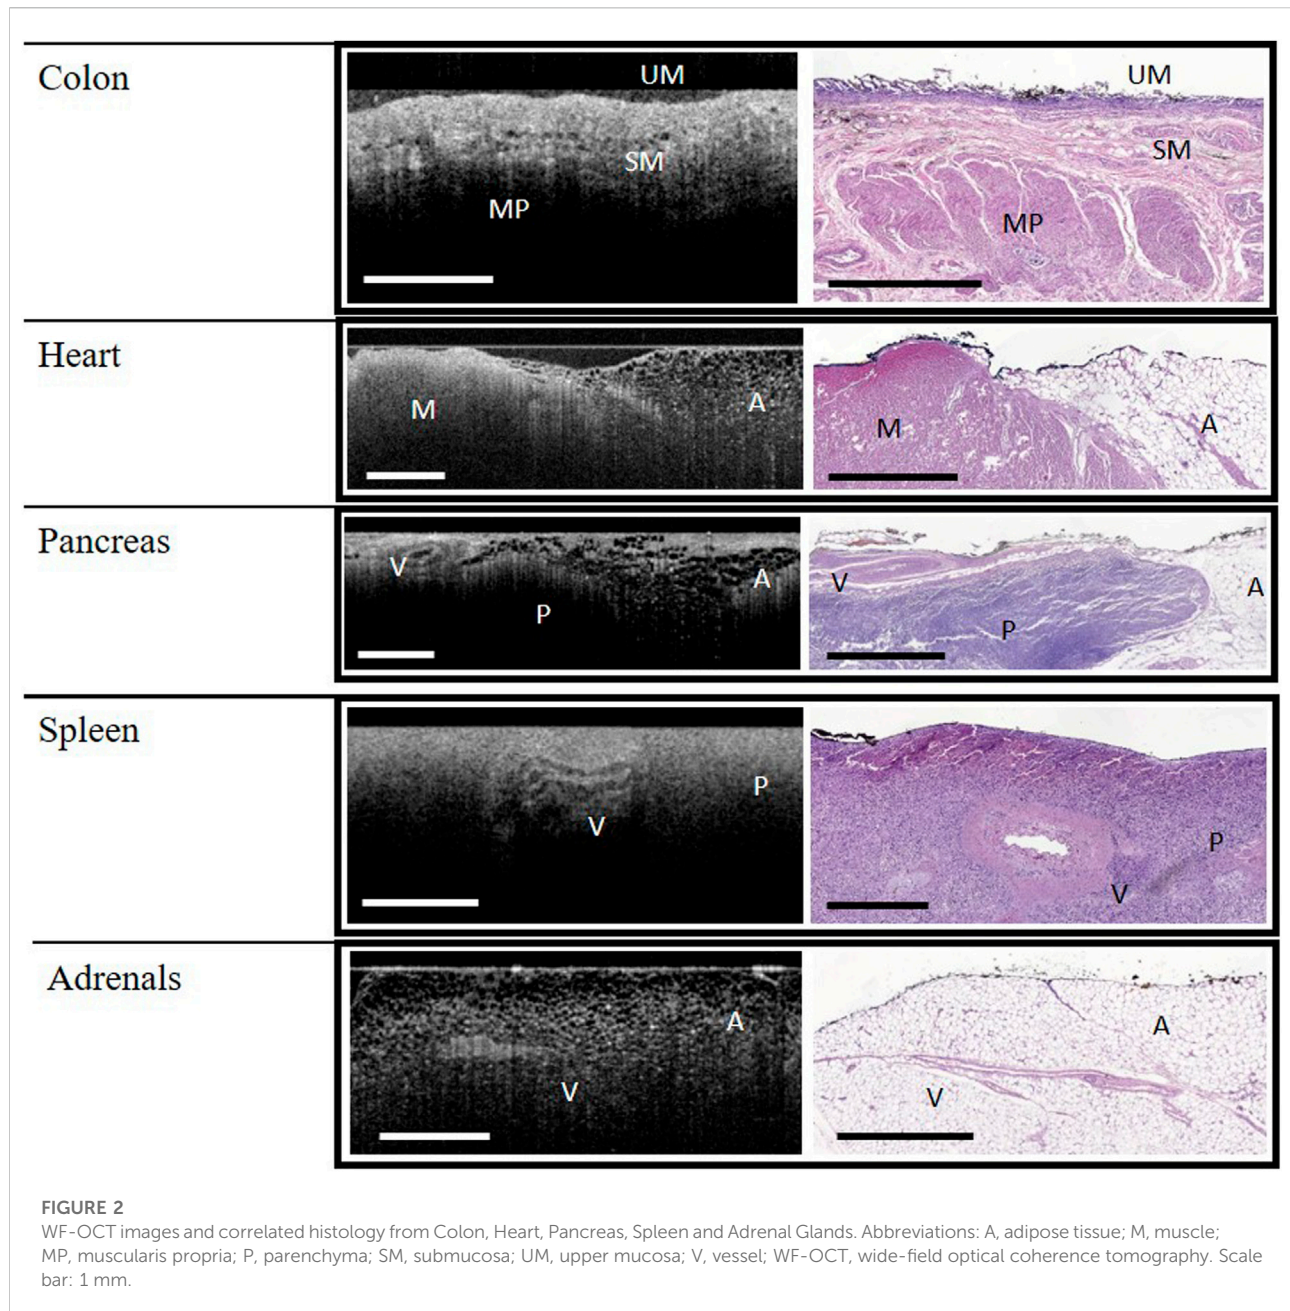 Colon
UM
SM
MP
UM
SM
MP
Heart
M
A
M
A
Pancreas
V
A
P
V
A
P
Spleen
P
V
P
V
Adrenals
A
V
A
V
FIGURE 2
WF-OCT images and correlated histology from Colon, Heart, Pancreas, Spleen and Adrenal Glands. Abbreviations: A, adipose tissue; M, muscle;
MP, muscularis propria; P, parenchyma; SM, submucosa; UM, upper mucosa; V, vessel; WF-OCT, wide-field optical coherence tomography. Scale
bar: 1 mm.